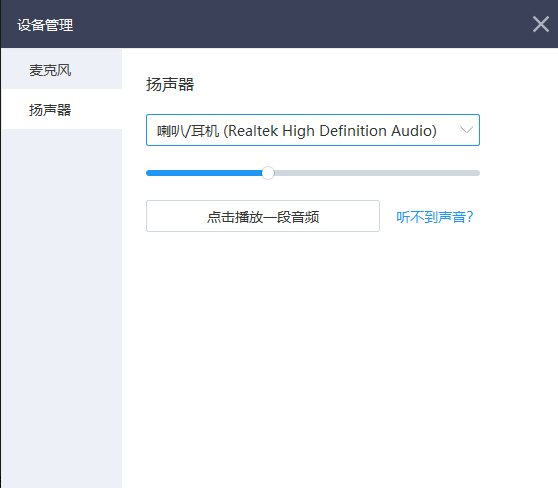 设备管理
麦克风
扬声器
扬声器
喇叭/耳机 (Realtek High Definition Audio)
点击播放一段音频
听不到声音?